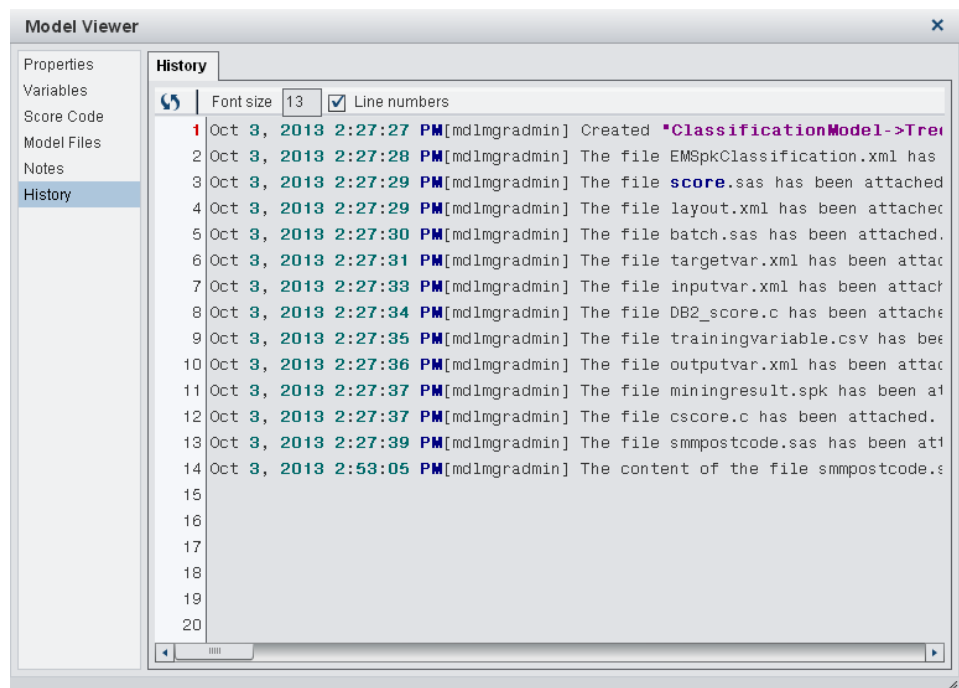 Model Viewer
Properties
Variables
Score Code
Model Files
Notes
History
History
Font size 13 Line numbers
1 Oct 3, 2013 2:27:27 PM[mdlmgradmin] Created "ClassificationModel->Tree
2 Oct 3, 2013 2:27:28 PM[mdlmgradmin] The file EMSpkClassification.xml has
3 Oct 3, 2013 2:27:29 PM[mdlmgradmin] The file score.sas has been attached
4 Oct 3, 2013 2:27:29 PM[mdlmgradmin] The file layout.xml has been attached
5 Oct 3, 2013 2:27:30 PM[mdlmgradmin] The file batch.sas has been attached.
6 Oct 3, 2013 2:27:31 PM[mdlmgradmin] The file targetvar.xml has been attac
7 Oct 3, 2013 2:27:33 PM[mdlmgradmin] The file inputvar.xml has been attach
8 Oct 3, 2013 2:27:34 PM[mdlmgradmin] The file DB2_score.c has been attache
9 Oct 3, 2013 2:27:35 PM[mdlmgradmin] The file trainingvariable.csv has bee
10 Oct 3, 2013 2:27:36 PM[mdlmgradmin] The file outputvar.xml has been attac
11 Oct 3, 2013 2:27:37 PM[mdlmgradmin] The file miningresult.spk has been at
12 Oct 3, 2013 2:27:37 PM[mdlmgradmin] The file cscore.c has been attached.
13 Oct 3, 2013 2:27:39 PM[mdlmgradmin] The file smmpostcode.sas has been att
14 Oct 3, 2013 2:53:05 PM[mdlmgradmin] The content of the file smmpostcode.s
15
16
17
18
19
20